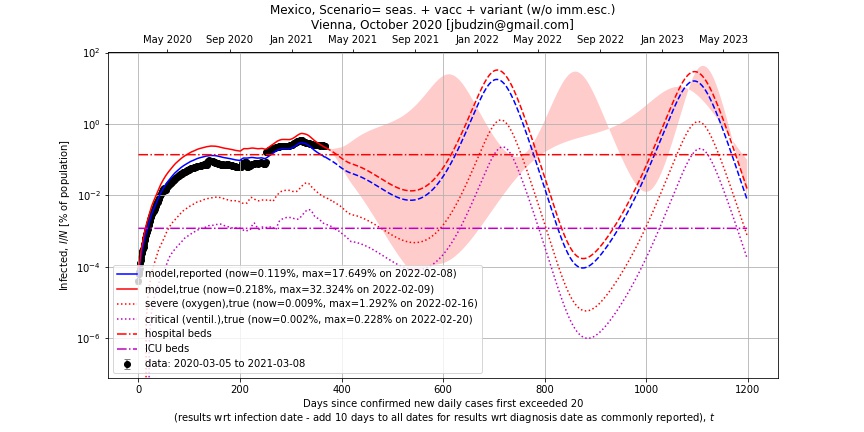 Mexico, Scenario= seas. + vacc + variant (w/o imm.esc.)
Vienna, October 2020 [jbudzin@gmail.com]
May 2020 Sep 2020 Jan 2021 May 2021 Sep 2021 Jan 2022 May 2022 Sep 2022 Jan 2023 May 2023
10²
10⁰
10⁻²
10⁻⁴
10⁻⁶
Infected, I/N [% of population]
model,reported (now=0.119%, max=17.649% on 2022-02-08)
model,true (now=0.218%, max=32.324% on 2022-02-09)
severe (oxygen),true (now=0.009%, max=1.292% on 2022-02-16)
critical (ventil.),true (now=0.002%, max=0.228% on 2022-02-20)
hospital beds
ICU beds
data: 2020-03-05 to 2021-03-08
0 200 400 600 800 1000 1200
Days since confirmed new daily cases first exceeded 20
(results wrt infection date - add 10 days to all dates for results wrt diagnosis date as commonly reported), t